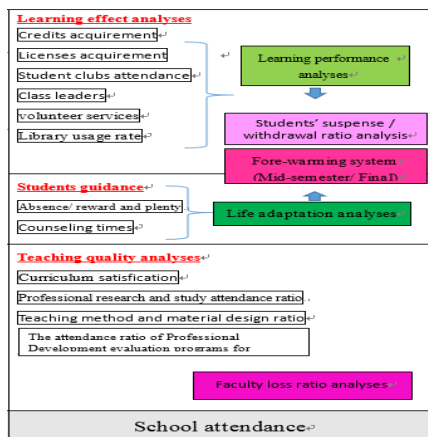 Learning effect analyses
Credits acquirement
Licenses acquirement
Student clubs attendance
Class leaders
volunteer services
Library usage rate
Learning performance
analyses
Students' suspense /
withdrawal ratio analysis
Fore-warming system
(Mid-semester/ Final)
Students guidance
Absence/ reward and plenty
Counseling times
Life adaptation analyses
Teaching quality analyses
Curriculum satisfication
Professional research and study attendance ratio
Teaching method and material design ratio
The attendance ratio of Professional
Development evaluation programs for
Faculty loss ratio analyses
School attendance